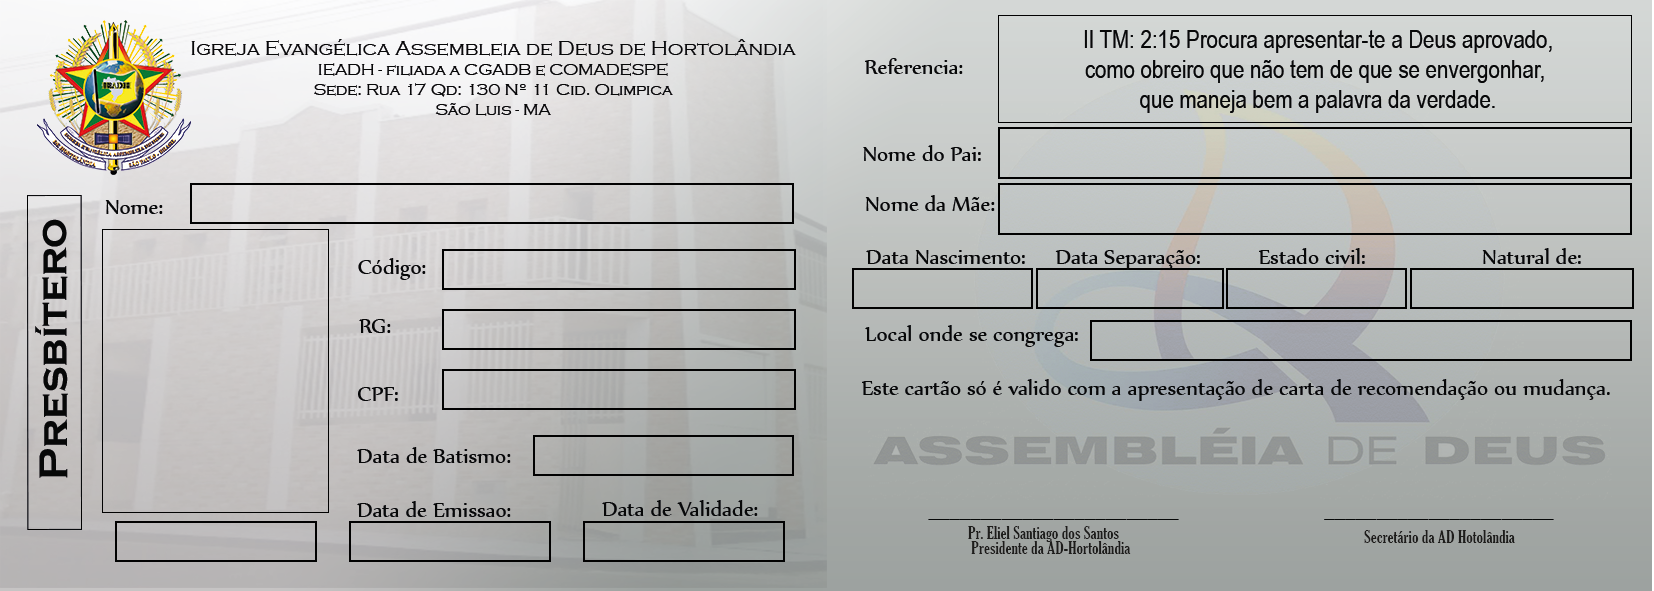 IGREJA EVANGÉLICA ASSEMBLEIA DE DEUS DE HORTOLÂNDIA
IEADH - FILIADA A CGADB E COMADESPE
SEDE: RUA 17 QD: 130 Nº 11 CID. OLIMPICA
SÃO LUIS - MA
IEADH
PRESBÍTERO
Nome:
Código:
RG:
CPF:
Data de Batismo:
Data de Emissao:
Data de Validade:
Referencia:
II TM: 2:15 Procura apresentar-te a Deus aprovado,
como obreiro que não tem de que se envergonhar,
que maneja bem a palavra da verdade.
Nome do Pai:
Nome da Mãe:
Data Nascimento: Data Separação: Estado civil: Natural de:
Local onde se congrega:
Este cartão só é valido com a apresentação de carta de recomendação ou mudança.
ASSEMBLÉIA DE DEUS
Pr. Eliel Santiago dos Santos
Presidente da AD-Hortolândia
Secretário da AD Hotolândia